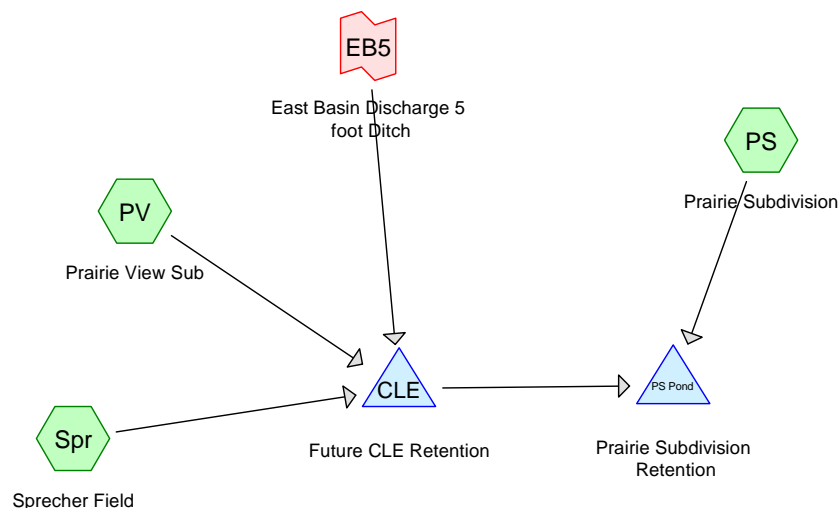 EB5
East Basin Discharge 5
foot Ditch
PS
Prairie Subdivision
PV
Prairie View Sub
CLE
Future CLE Retention
PS Pond
Prairie Subdivision
Retention
Spr
Sprecher Field